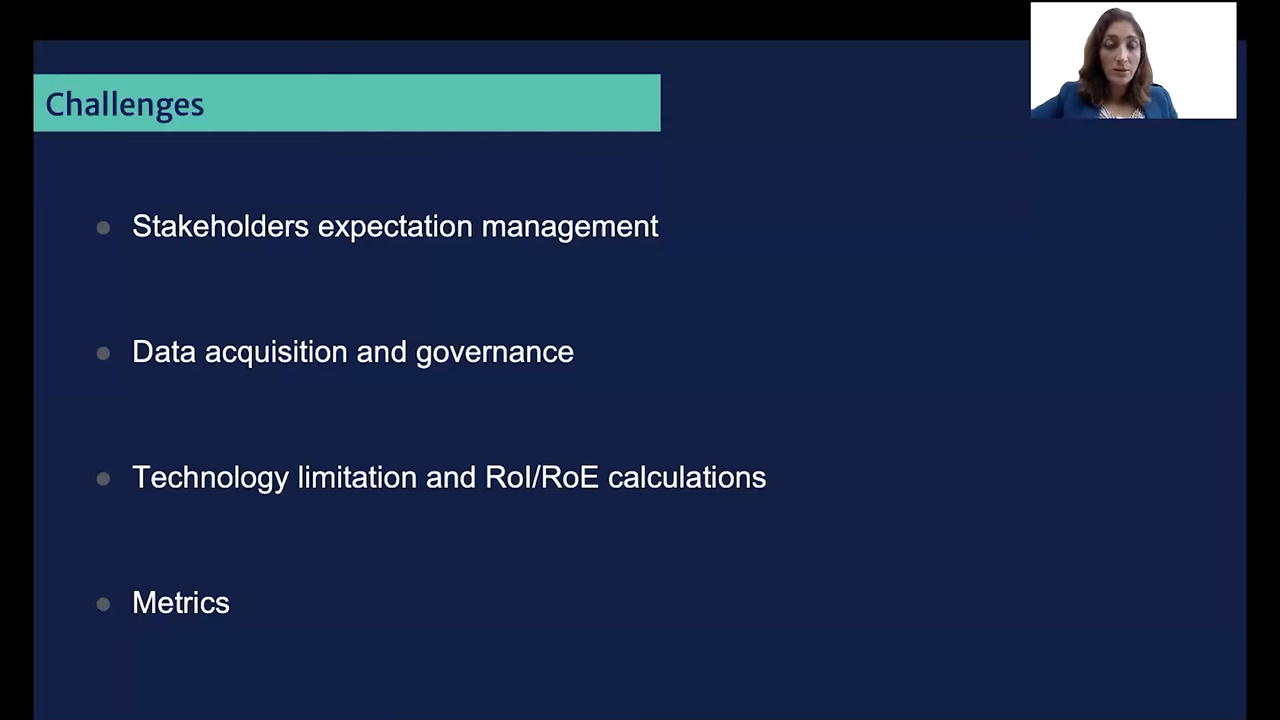 Challenges
Stakeholders expectation management
Data acquisition and governance
Technology limitation and RoI/RoE calculations
Metrics